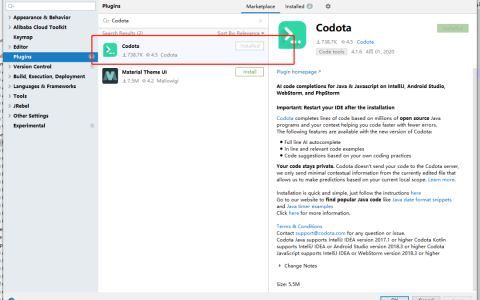 Appearance & Behavior
Alibaba Cloud Toolkit
Keymap
Editor
Plugins
Version Control
Build, Execution, Deployment
Languages & Frameworks
Tools
JRebel
Other Settings
Experimental
Plugins
Marketplace
Installed
Codota
Search Results (2)
Sort By: Relevance
Codota
738.7K 4.5 Codota
Installed
Material Theme UI
7.5M 4.2 Mallowigi
Install
Codota
738.7K 4.5 Codota
Code tools 4.1.6 4月 01, 2020
Plugin homepage
AI code completions for Java & Javascript on IntelliJ, Android Studio,
WebStorm, and PhpStorm
Important: Restart your IDE after the installation
Codota completes lines of code based on millions of open source Java
programs and your context helping you code faster with fewer errors.
The following features are available with the new version of Codota:
Full line AI autocomplete
In line and relevant code examples
Code suggestions based on your own coding practices
Your code stays private. Codota doesn't send your code to the Codota server,
we only send minimal contextual information from the currently edited file that
allows us to make predictions based on your current local scope. Learn more.
Installation is quick and simple, just follow the instructions here
Go to our website to find popular Java code like Java date format snippets
and Java timer examples
Click here for more information.
Terms & Conditions
Contact support@codota.com for any question or issue.
Codota Java supports IntelliJ IDEA version 2017.1 or higher Codota Kotlin
supports IntelliJ IDEA or Android Studio version 2018.3 or higher Codota
JavaScript supports IntelliJ IDEA or WebStorm version 2018.3 or higher
Change Notes
Size: 5.5M